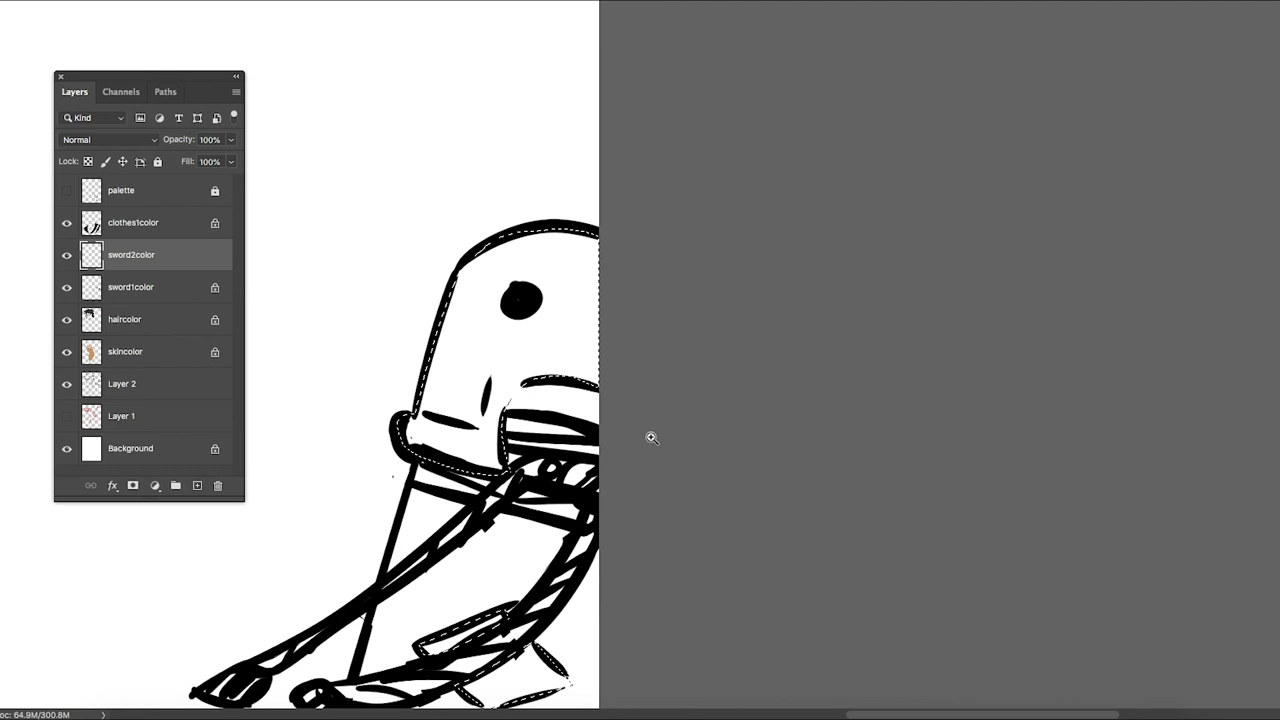 Layers Channels Paths
Kind
Normal Opacity: 100%
Lock: Fill: 100%
palette
clothes1color
sword2color
sword1color
haircolor
skincolor
Layer 2
Layer 1
Background
fx
oc: 64.9M/300.8M